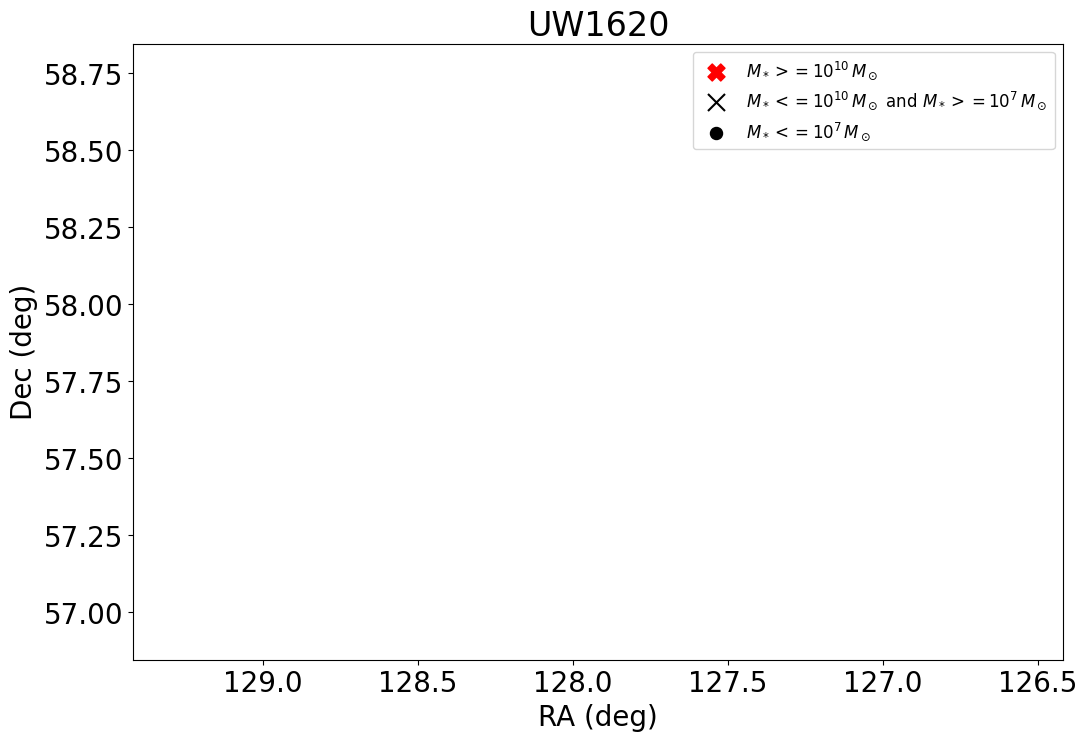 UW1620
M* >= 10^10 M⊙
M* <= 10^10 M⊙ and M* >= 10^7 M⊙
M* <= 10^7 M⊙
58.75
58.50
58.25
58.00
57.75
57.50
57.25
57.00
Dec (deg)
129.0 128.5 128.0 127.5 127.0 126.5
RA (deg)